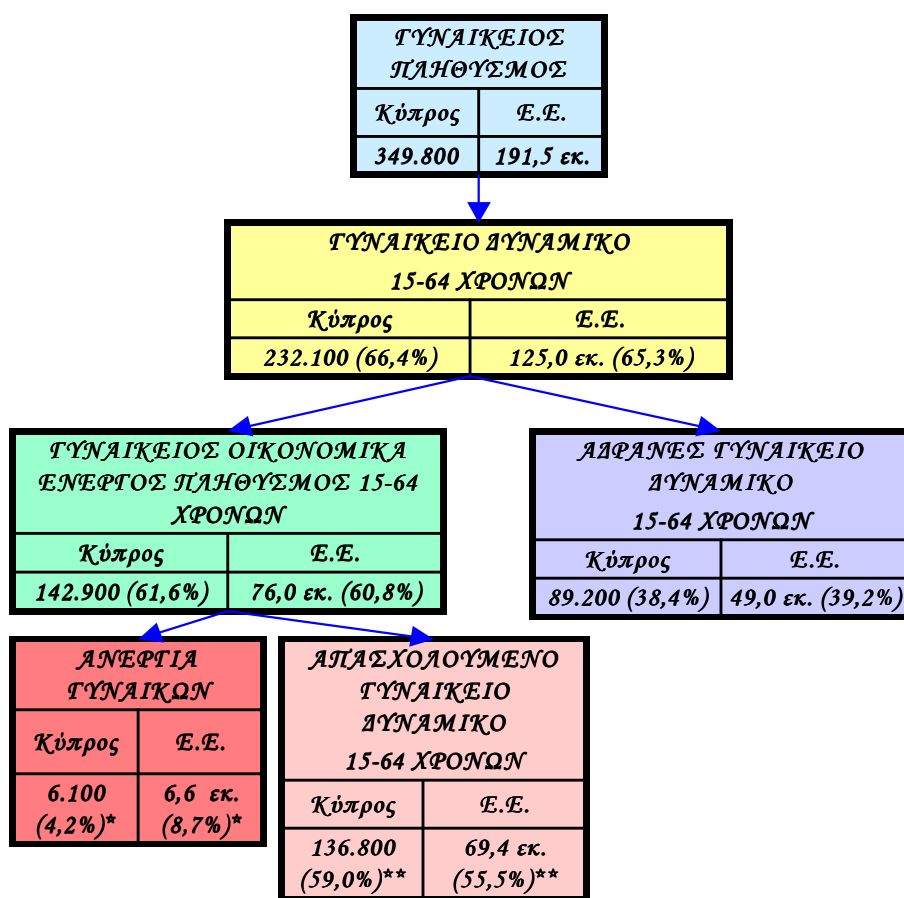 ΓΥΝΑΙΚΕΙΟΣ
ΠΛΗΘΥΣΜΟΣ
Κύπρος Ε.Ε.
349.800 191,5 εκ.
ΓΥΝΑΙΚΕΙΟ ΔΥΝΑΜΙΚΟ
15-64 ΧΡΟΝΩΝ
Κύπρος Ε.Ε.
232.100 (66,4%) 125,0 εκ. (65,3%)
ΓΥΝΑΙΚΕΙΟΣ ΟΙΚΟΝΟΜΙΚΑ
ΕΝΕΡΓΟΣ ΠΛΗΘΥΣΜΟΣ 15-64
ΧΡΟΝΩΝ
Κύπρος Ε.Ε.
142.900 (61,6%) 76,0 εκ. (60,8%)
ΑΔΡΑΝΕΣ ΓΥΝΑΙΚΕΙΟ
ΔΥΝΑΜΙΚΟ
15-64 ΧΡΟΝΩΝ
Κύπρος Ε.Ε.
89.200 (38,4%) 49,0 εκ. (39,2%)
ΑΝΕΡΓΙΑ
ΓΥΝΑΙΚΩΝ
Κύπρος Ε.Ε.
6.100 6,6 εκ.
(4,2%)* (8,7%)*
ΑΠΑΣΧΟΛΟΥΜΕΝΟ
ΓΥΝΑΙΚΕΙΟ
ΔΥΝΑΜΙΚΟ
15-64 ΧΡΟΝΩΝ
Κύπρος Ε.Ε.
136.800 69,4 εκ.
(59,0%)** (55,5%)**